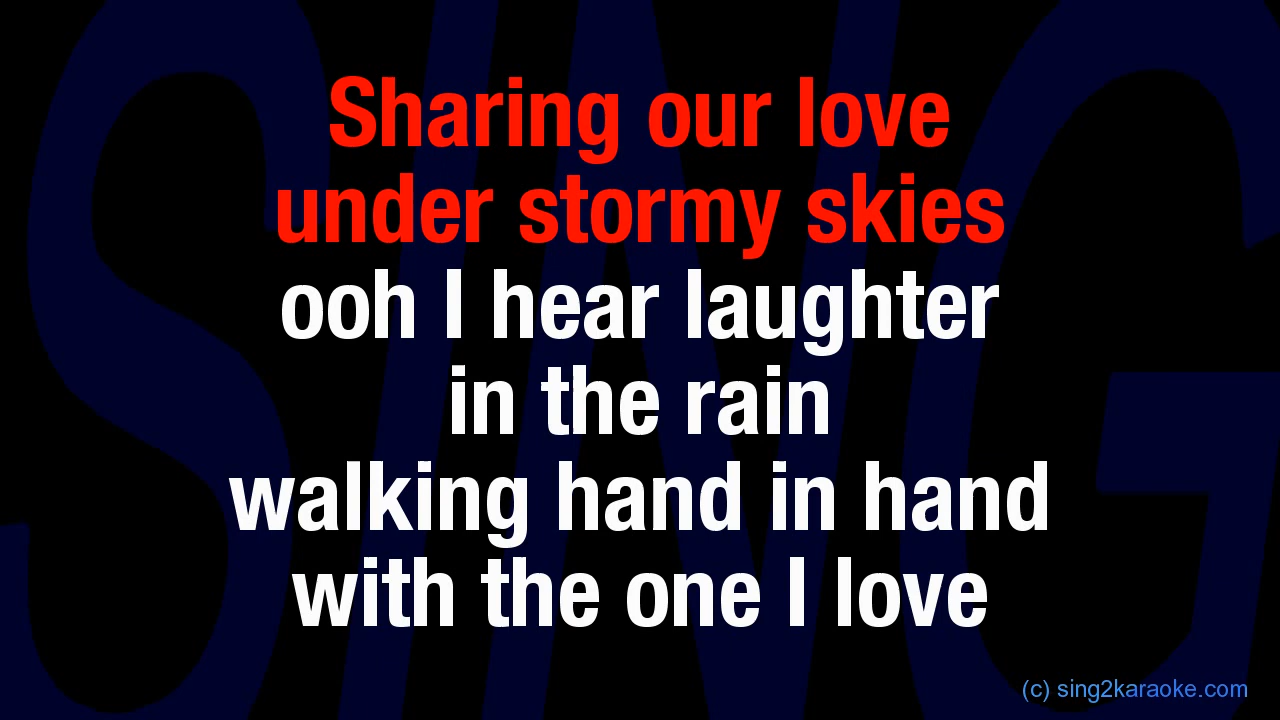 SING
Sharing our love
under stormy skies
ooh I hear laughter
in the rain
walking hand in hand
with the one I love
(c) sing2karaoke.com